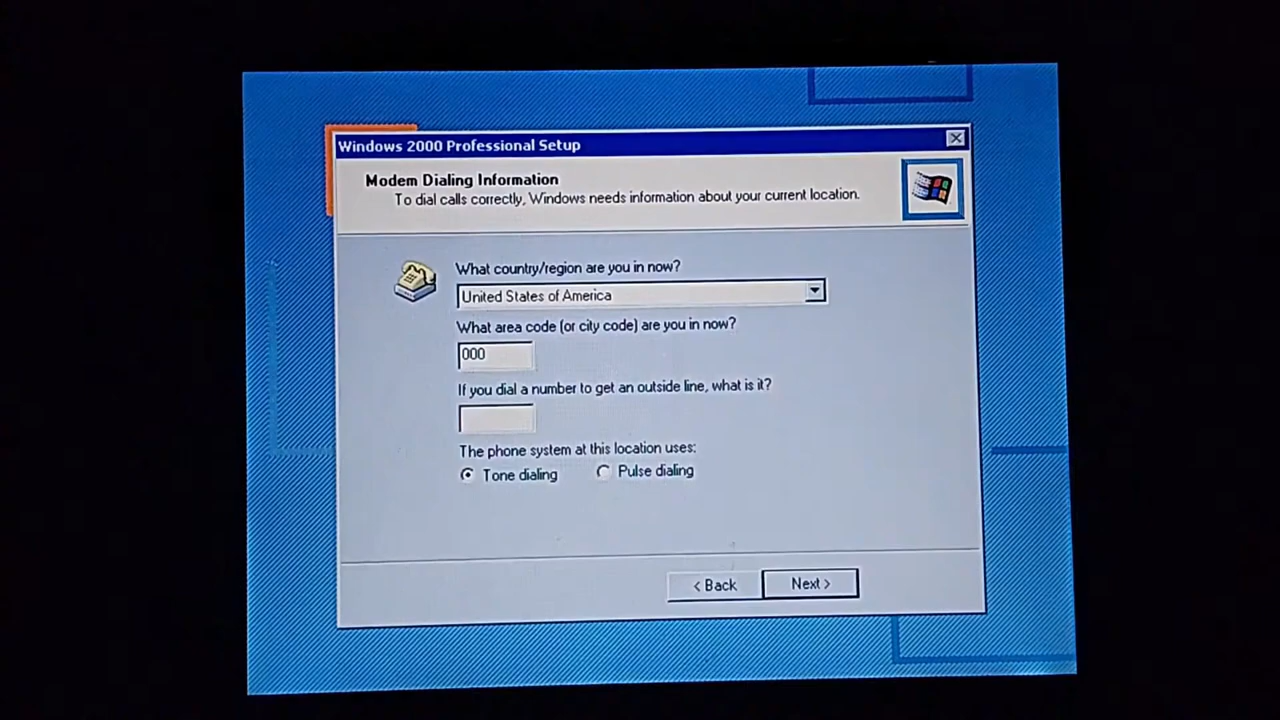 Windows 2000 Professional Setup
Modem Dialing Information
To dial calls correctly, Windows needs information about your current location.
What country/region are you in now?
United States of America
What area code (or city code) are you in now?
000
If you dial a number to get an outside line, what is it?
The phone system at this location uses:
Tone dialing Pulse dialing
< Back Next >